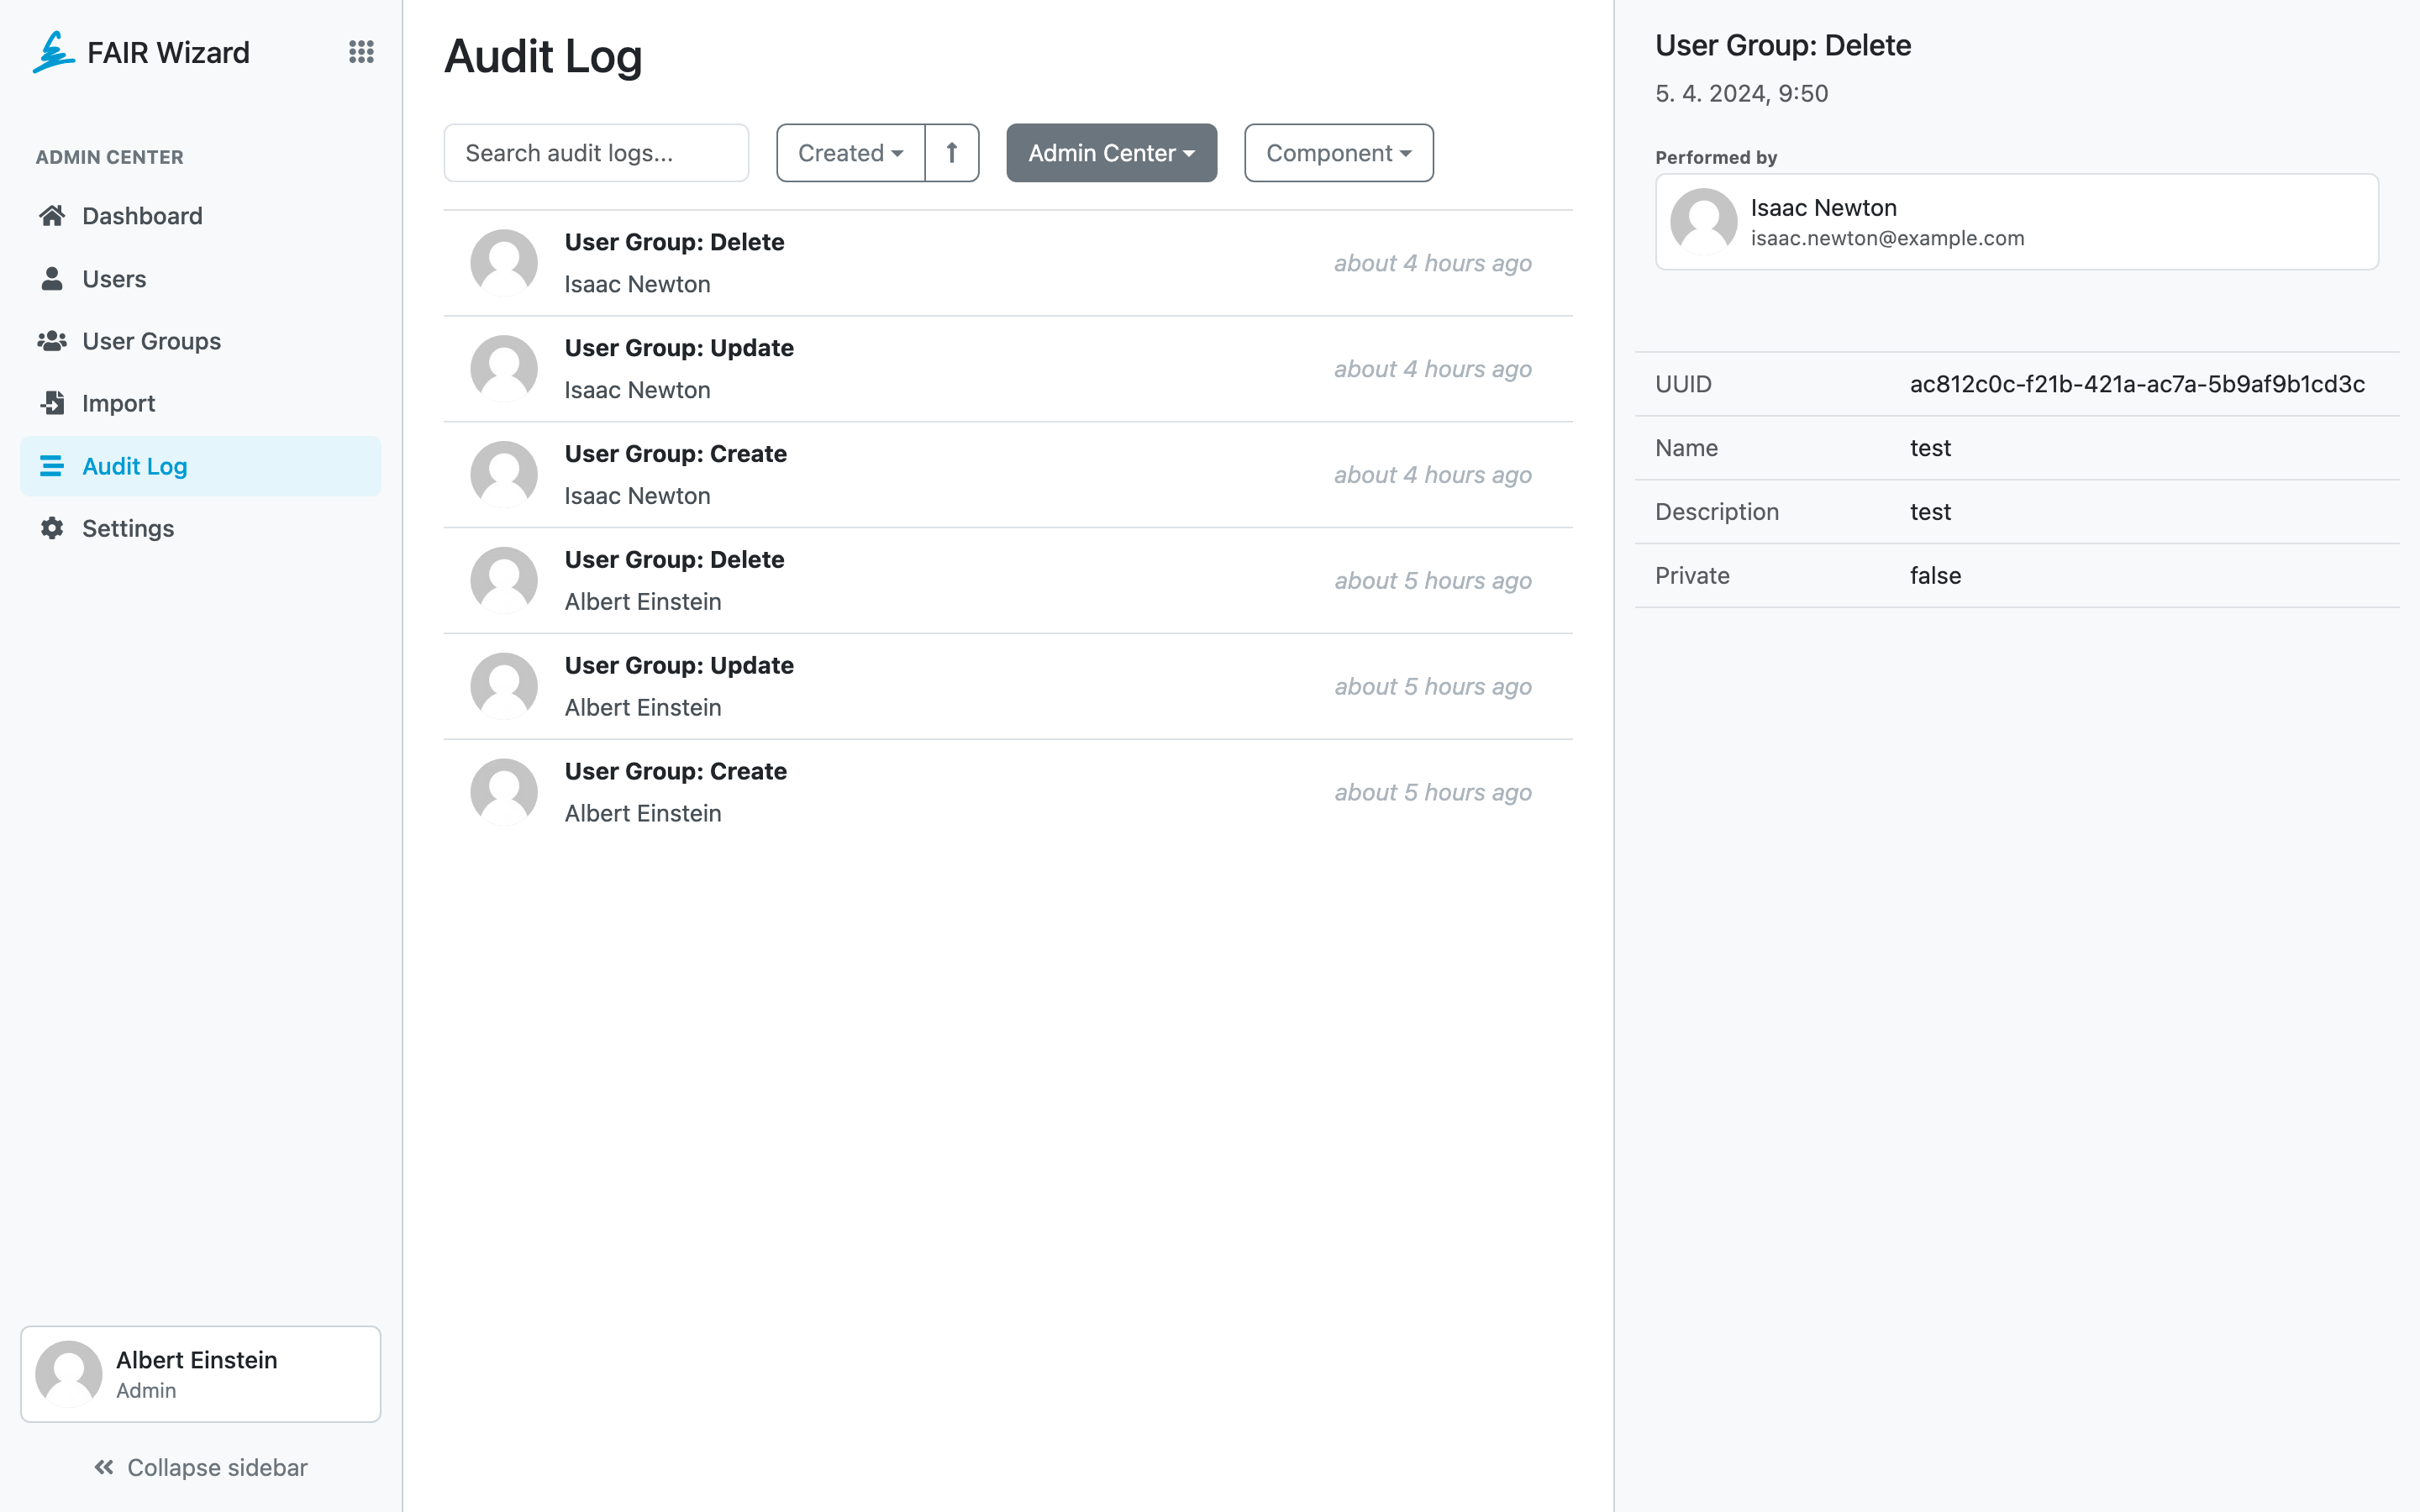 FAIR Wizard
ADMIN CENTER
Dashboard
Users
User Groups
Import
Audit Log
Settings
Albert Einstein
Admin
Collapse sidebar
Audit Log
Search audit logs...
Created
Admin Center
Component
User Group: Delete
Isaac Newton
about 4 hours ago
User Group: Update
Isaac Newton
about 4 hours ago
User Group: Create
Isaac Newton
about 4 hours ago
User Group: Delete
Albert Einstein
about 5 hours ago
User Group: Update
Albert Einstein
about 5 hours ago
User Group: Create
Albert Einstein
about 5 hours ago
User Group: Delete
5. 4. 2024, 9:50
Performed by
Isaac Newton
isaac.newton@example.com
UUID ac812c0c-f21b-421a-ac7a-5b9af9b1cd3c
Name test
Description test
Private false